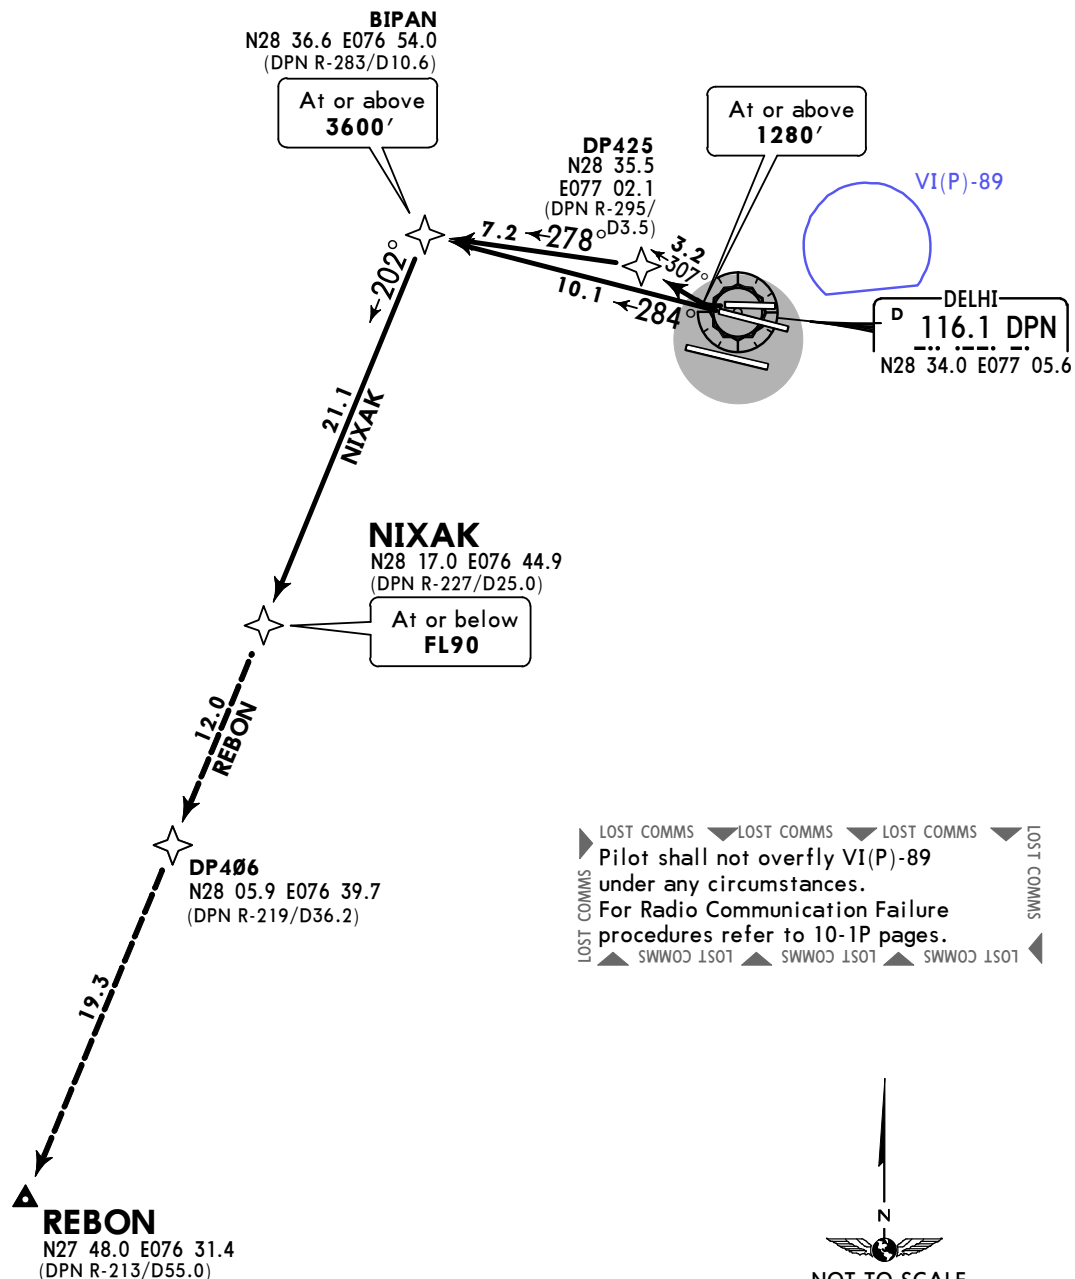 BIPAN
N28 36.6 E076 54.0
(DPN R-283/D10.6)
At or above
3600′
DP425
N28 35.5
E077 02.1
(DPN R-295/
D3.5)
At or above
1280′
VI(P)-89
7.2 278°
3.2
307°
10.1 284°
DELHI
D 116.1 DPN
N28 34.0 E077 05.6
202°
21.1
NIXAK
NIXAK
N28 17.0 E076 44.9
(DPN R-227/D25.0)
At or below
FL90
12.0
REBON
DP4Ø6
N28 05.9 E076 39.7
(DPN R-219/D36.2)
19.3
LOST COMMS LOST COMMS LOST COMMS
LOST COMMS
LOST COMMS
Pilot shall not overfly VI(P)-89
under any circumstances.
For Radio Communication Failure
procedures refer to 10-1P pages.
LOST COMMS LOST COMMS LOST COMMS
REBON
N27 48.0 E076 31.4
(DPN R-213/D55.0)
N
NOT TO SCALE